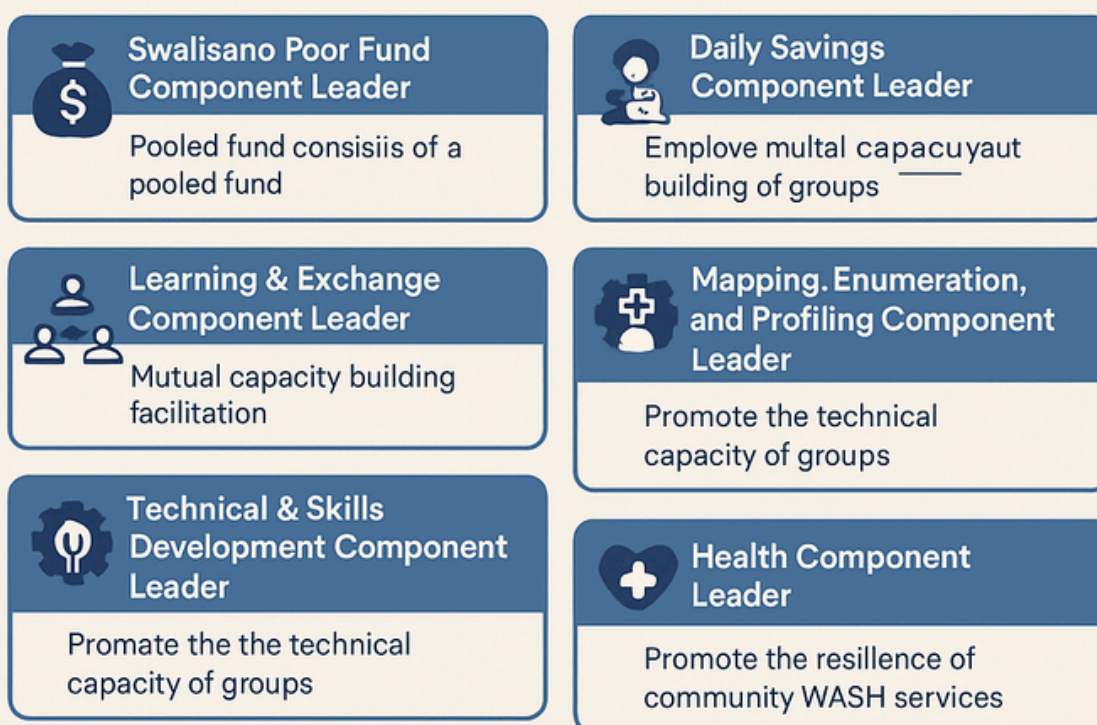 Swalisano Poor Fund
Component Leader
Pooled fund consisiis of a
pooled fund
Daily Savings
Component Leader
Emplove multal capacuyaut
building of groups
Learning & Exchange
Component Leader
Mutual capacity building
facilitation
Mapping. Enumeration,
and Profiling Component
Leader
Promote the technical
capacity of groups
Technical & Skills
Development Component
Leader
Promate the the technical
capacity of groups
Health Component
Leader
Promote the resillence of
community WASH services